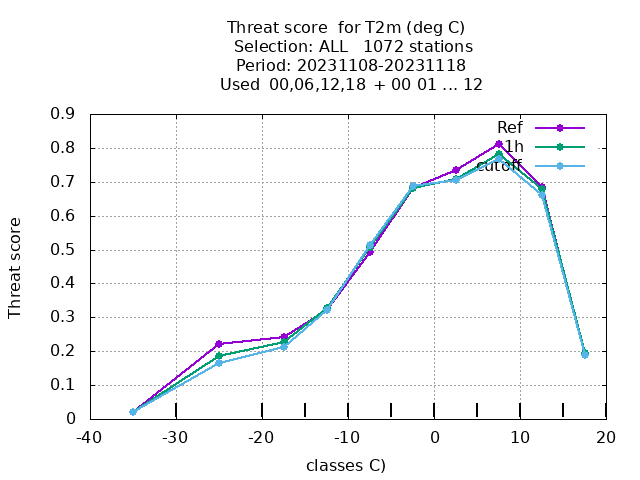 Threat score  for T2m (deg C)
Selection: ALL   1072 stations
Period: 20231108-20231118
Used  00,06,12,18  + 00 01 ... 12
Ref
1h
cutoff
0.9
0.8
0.7
0.6
0.5
0.4
0.3
0.2
0.1
0
Threat score
-40 -30 -20 -10 0 10 20
classes C)